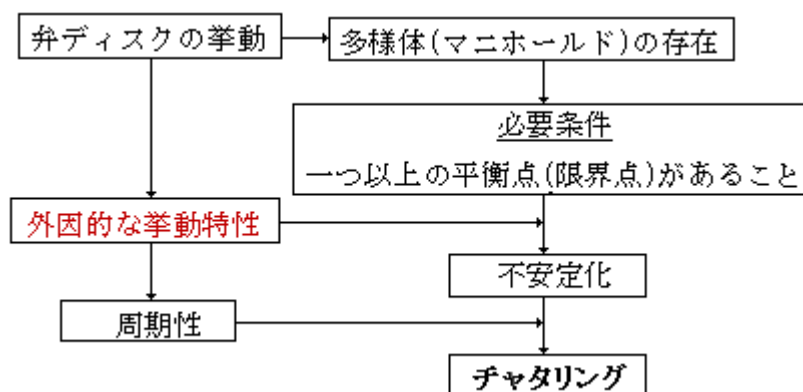 弁ディスクの挙動
多様体(マニホールド)の存在
必要条件
一つ以上の平衡点(限界点)があること
外因的な挙動特性
不安定化
周期性
チャタリング